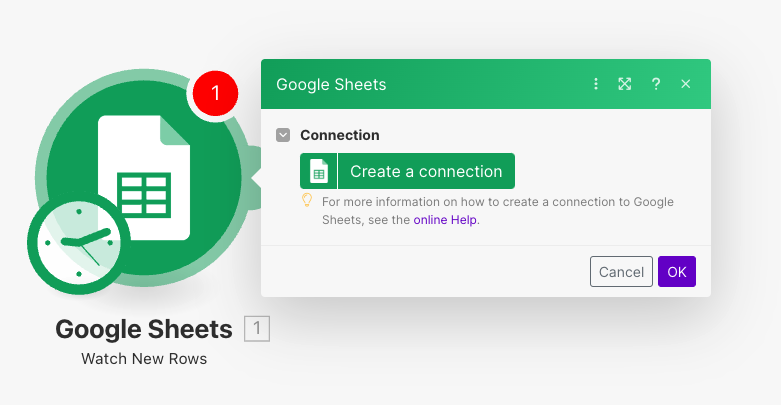 1
Google Sheets
?
Connection
Create a connection
For more information on how to create a connection to Google
Sheets, see the online Help.
Cancel OK
Google Sheets 1
Watch New Rows